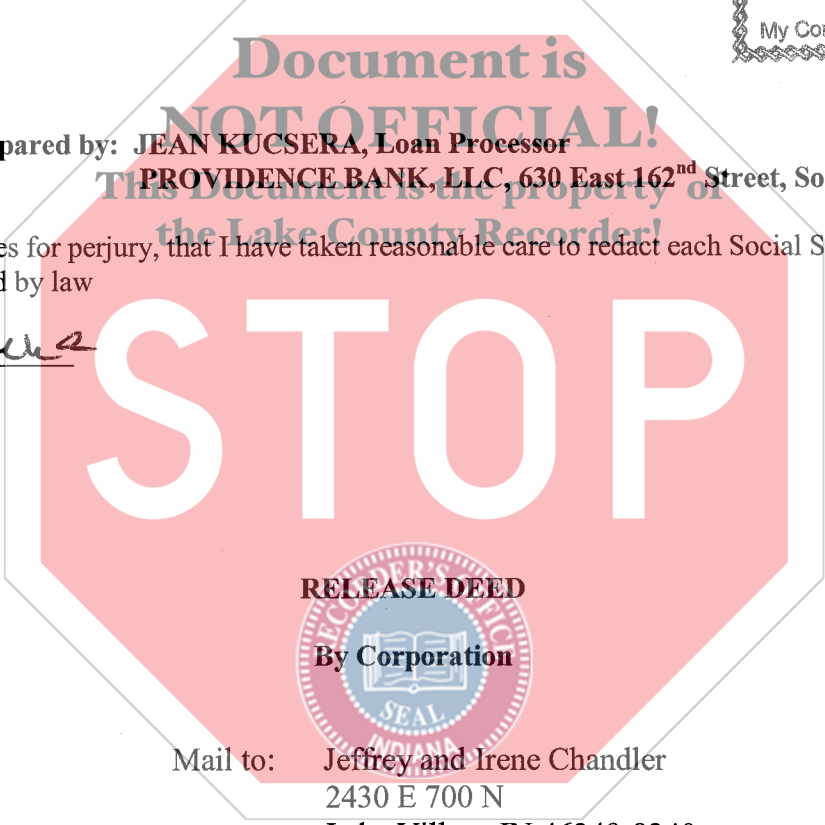 My Co
Document is
NOT OFFICIAL!
pared by: JEAN KUCSERA, Loan Processor
PROVIDENCE BANK, LLC, 630 East 162nd Street, So
This Document is the property of
the Lake County Recorder!
es for perjury, that I have taken reasonable care to redact each Social S
d by law
STOP
RELEASE DEED
By Corporation
RECORDER'S OFFICE
SEAL
INDIANA
Mail to: Jeffrey and Irene Chandler
2430 E 700 N